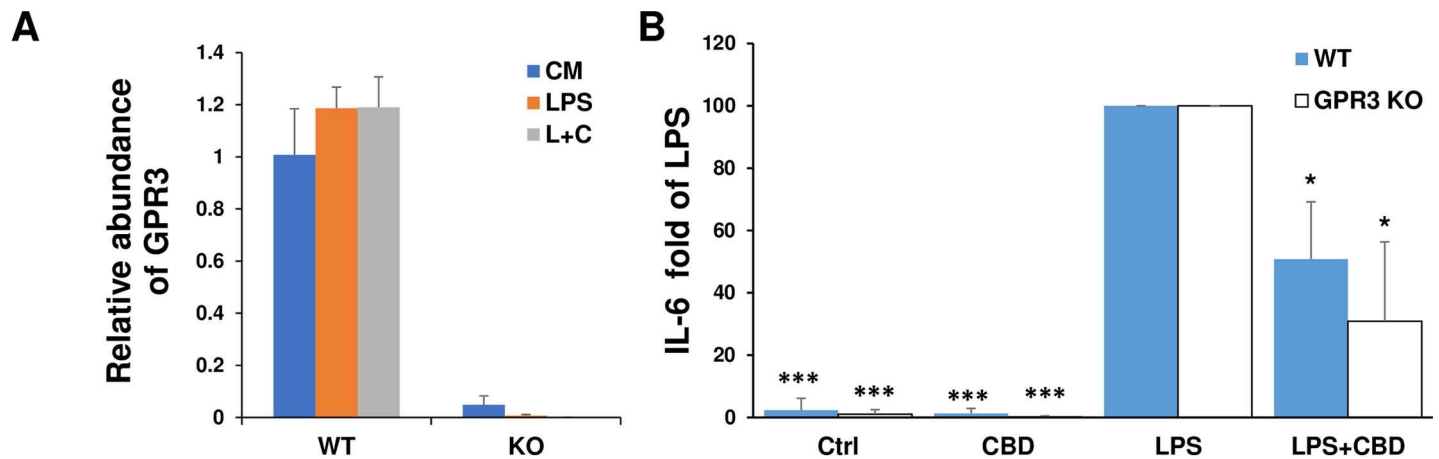 A
Relative abundance
of GPR3
1.4
1.2
1
0.8
0.6
0.4
0.2
0
CM
LPS
L+C
WT
KO
B
IL-6 fold of LPS
120
100
80
60
40
20
0
WT
GPR3 KO
***
***
***
***
*
*
Ctrl
CBD
LPS
LPS+CBD